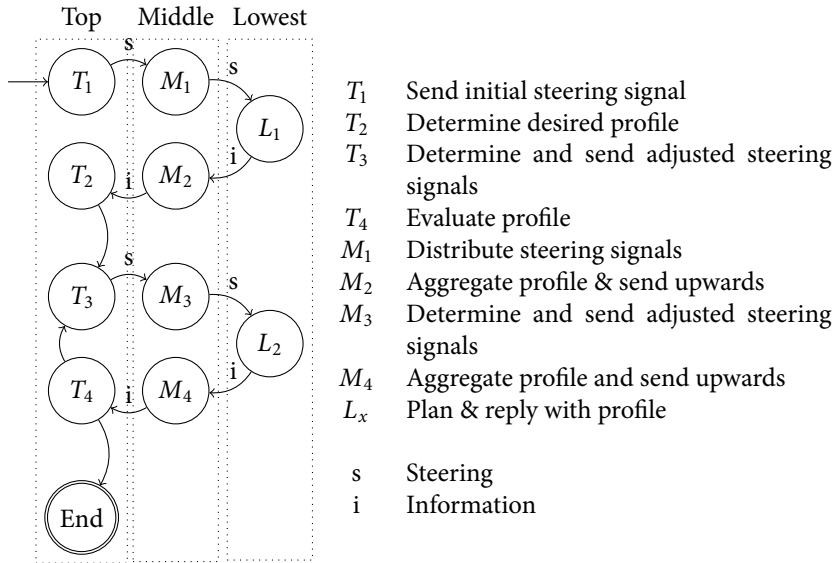 Top Middle Lowest
s
T1 M1 s
L1
i
T2 i M2
s
T3 M3 s
L2
i
T4 i M4
End
T1 Send initial steering signal
T2 Determine desired profile
T3 Determine and send adjusted steering
signals
T4 Evaluate profile
M1 Distribute steering signals
M2 Aggregate profile & send upwards
M3 Determine and send adjusted steering
signals
M4 Aggregate profile and send upwards
Lx Plan & reply with profile
s Steering
i Information